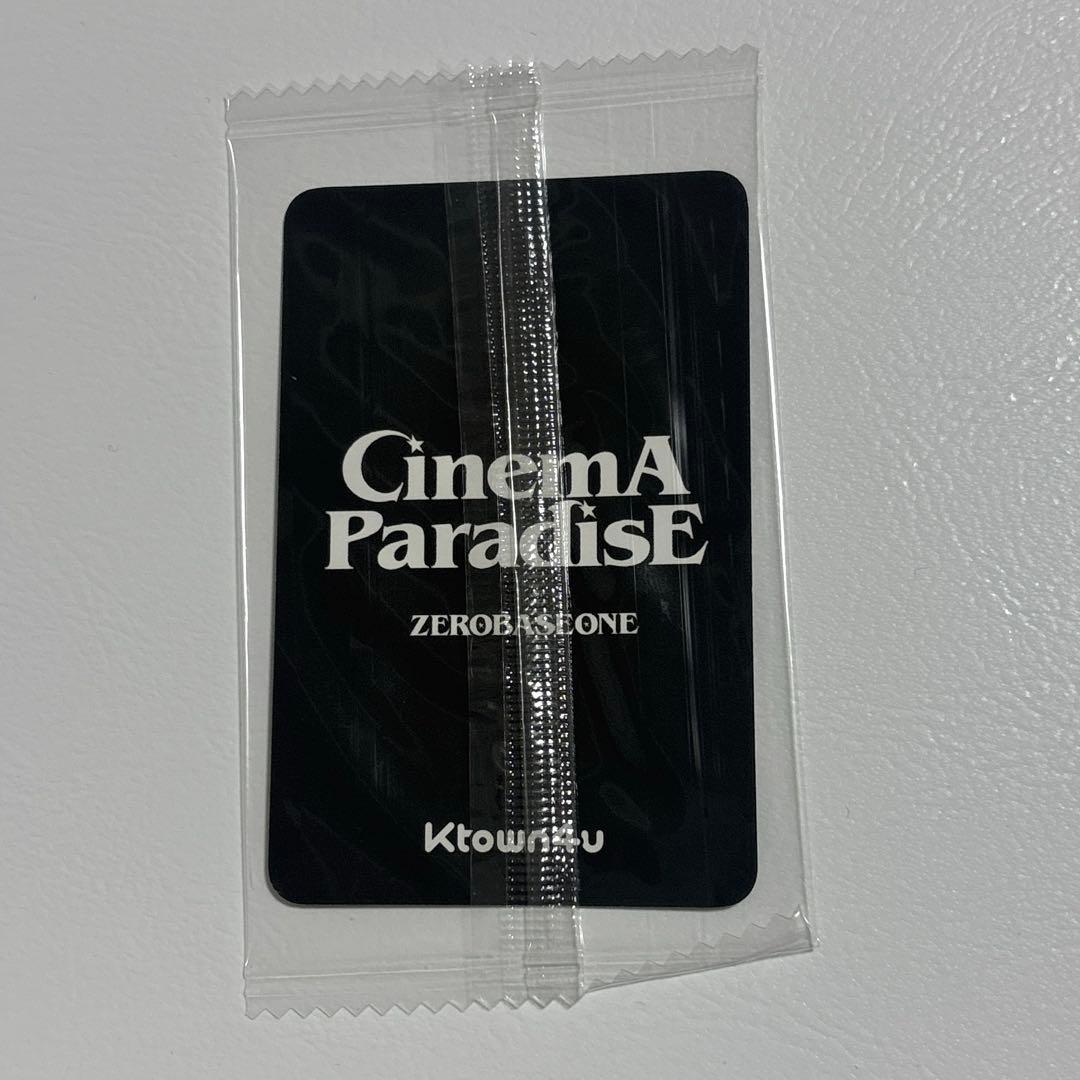 CinemA
ParadisE
ZEROBASEONE
Ktown4u